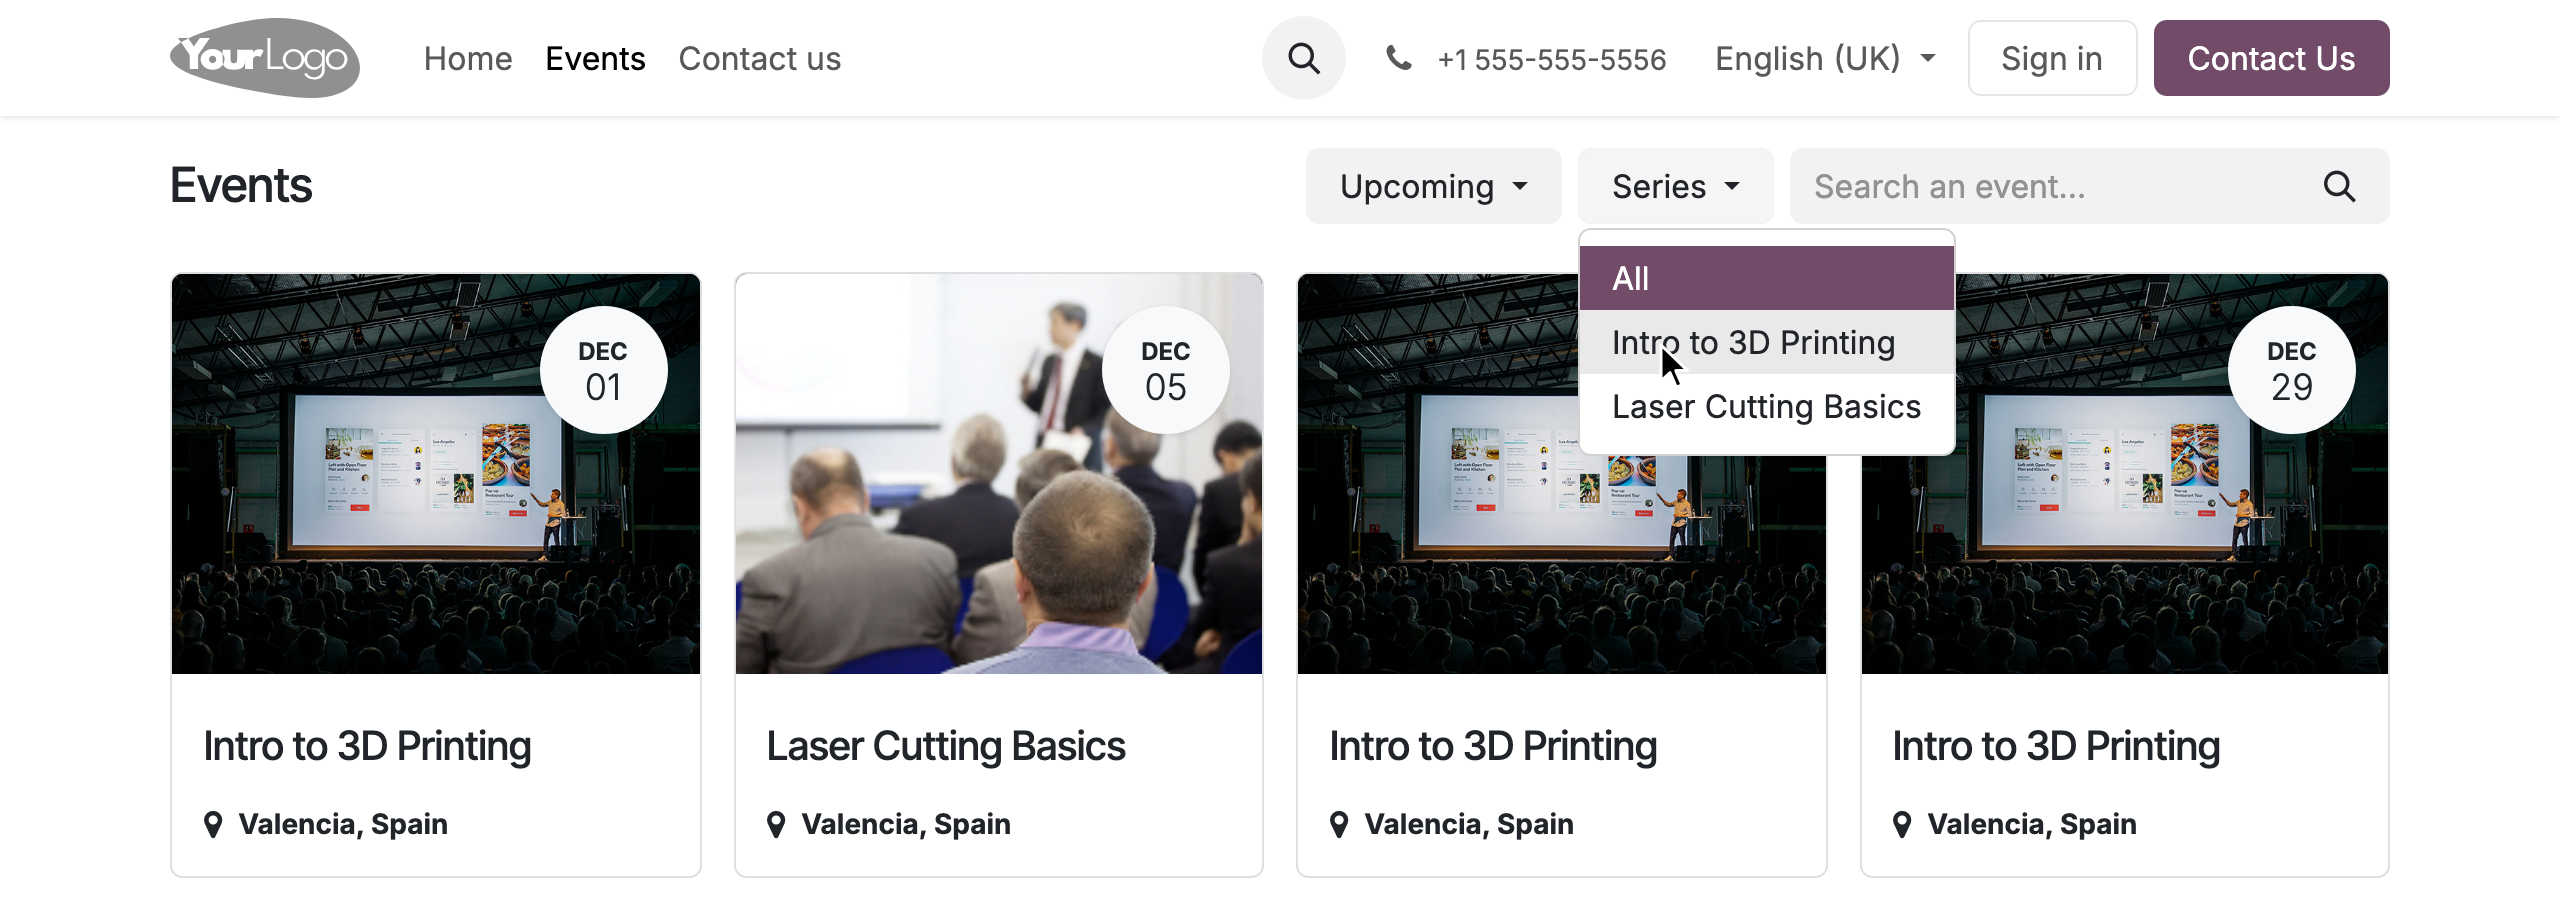 YourLogo
Home
Events
Contact us
+1 555-555-5556
English (UK)
Sign in
Contact Us
Events
Upcoming
Series
Search an event...
All
Intro to 3D Printing
Laser Cutting Basics
DEC
01
DEC
05
DEC
29
Intro to 3D Printing
Valencia, Spain
Laser Cutting Basics
Valencia, Spain
Intro to 3D Printing
Valencia, Spain
Intro to 3D Printing
Valencia, Spain